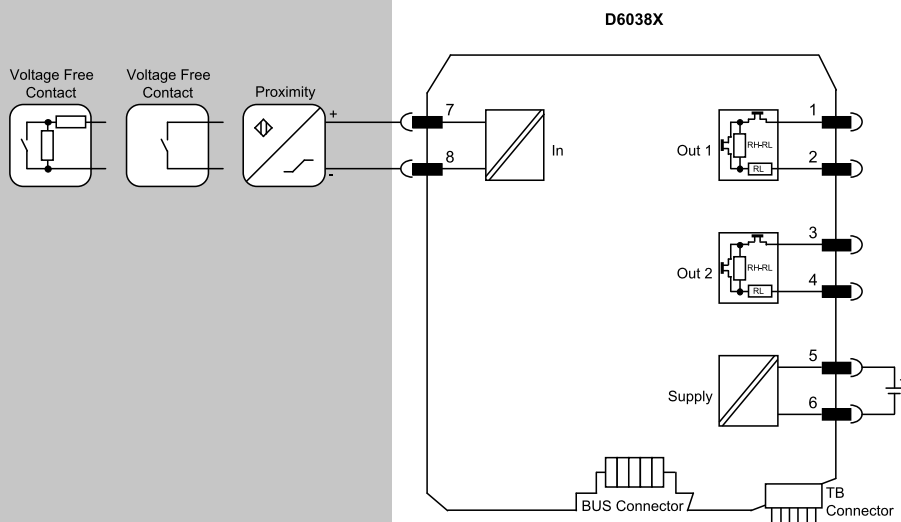 D6038X
Voltage Free
Contact
Voltage Free
Contact
Proximity
+
-
7
8
In
Out 1
RH-RL
RL
1
2
Out 2
RH-RL
RL
3
4
Supply
5
6
BUS Connector
TB
Connector